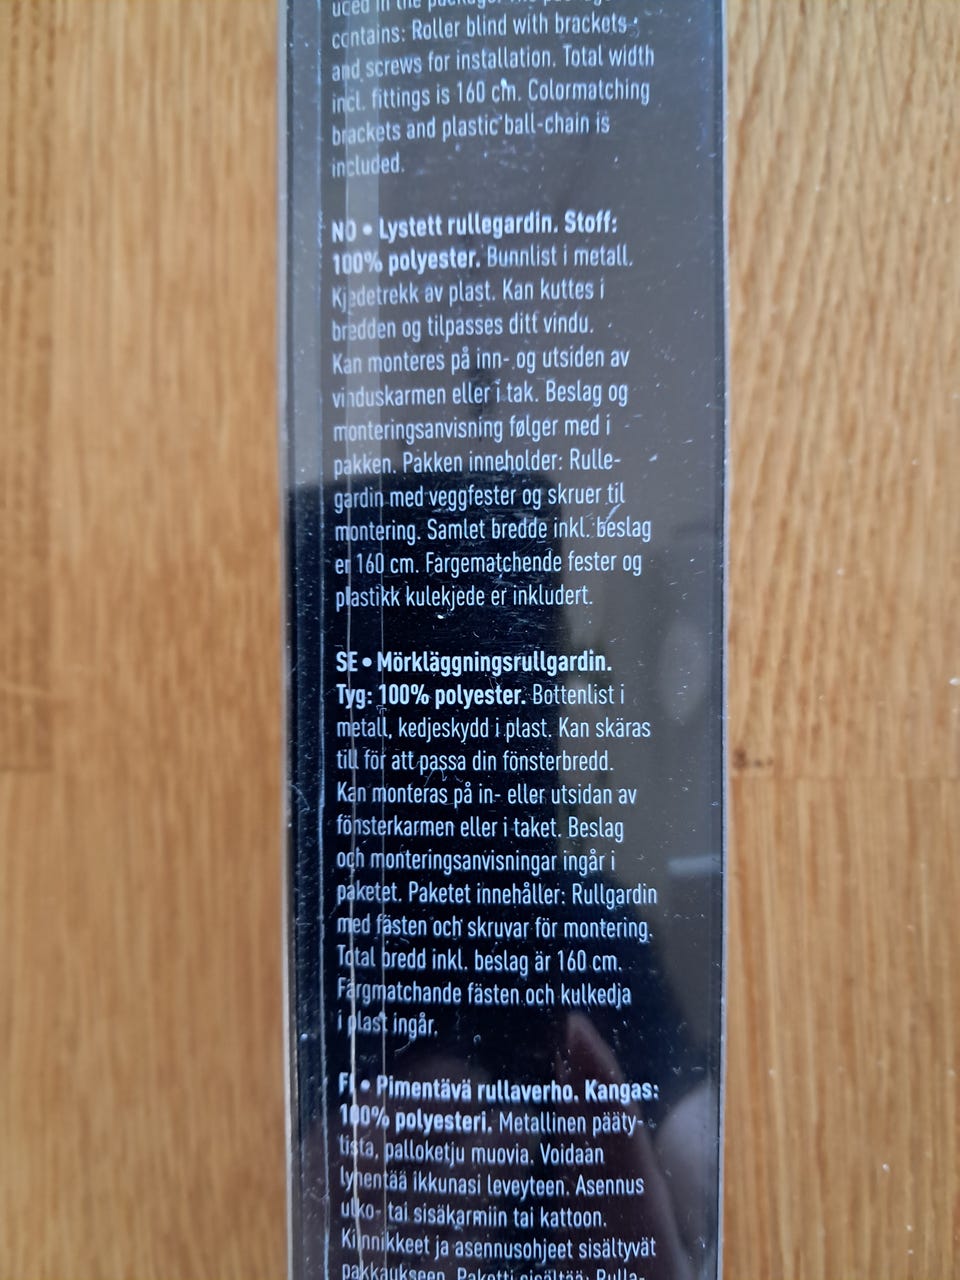 contains: Roller blind with brackets
and screws for installation. Total width
incl. fittings is 160 cm. Colormatching
brackets and plastic ball-chain is
included.
NO • Lystett rullegardin. Stoff:
100% polyester. Bunnlist i metall.
Kjedetrekk av plast. Kan kuttes i
bredden og tilpasses ditt vindu.
Kan monteres på inn- og utsiden av
vinduskarmen eller i tak. Beslag og
monteringsanvisning følger med i
pakken. Pakken inneholder: Rulle-
gardin med veggfester og skruer til
montering. Samlet bredde inkl. beslag
er 160 cm. Fargematchende fester og
plastikk kulekjede er inkludert.
SE • Mörkläggningsrullgardin.
Tyg: 100% polyester. Bottenlist i
metall, kedjeskydd i plast. Kan skäras
till för att passa din fönsterbredd.
Kan monteras på in- eller utsidan av
fönsterkarmen eller i taket. Beslag
och monteringsanvisningar ingår i
paketet. Paketet innehåller: Rullgardin
med fästen och skruvar för montering.
Total bredd inkl. beslag är 160 cm.
Färgmatchande fästen och kulkedja
i plast ingår.
FI • Pimentävä rullaverho. Kangas:
100% polyesteri. Metallinen pääty-
lista, palloketju muovia. Voidaan
lyhentää ikkunasi leveyteen. Asennus
ulko- tai sisäkarmiin tai kattoon.
Kiinnikkeet ja asennusohjeet sisältyvät
pakkaukseen. Paketti sisältää: Rulla-